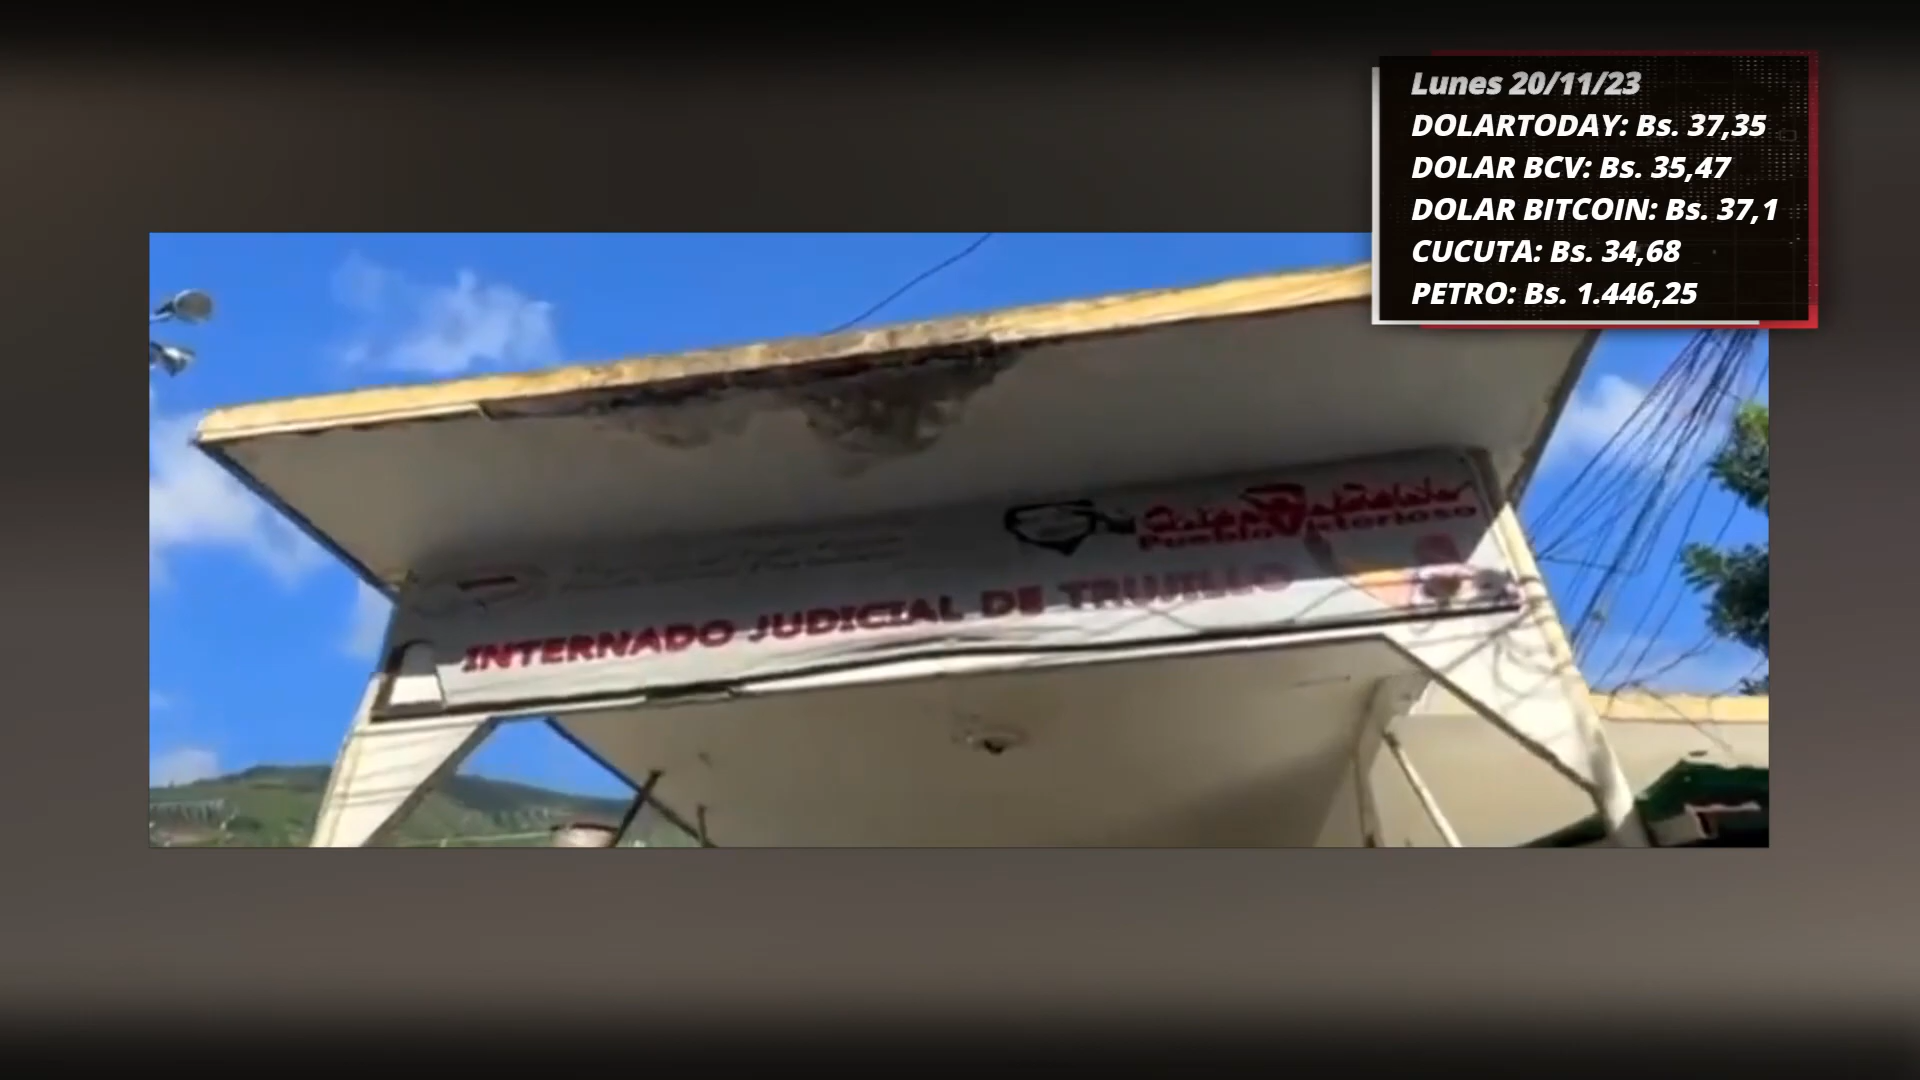 Lunes 20/11/23
DOLARTODAY: Bs. 37,35
DOLAR BCV: Bs. 35,47
DOLAR BITCOIN: Bs. 37,1
CUCUTA: Bs. 34,68
PETRO: Bs. 1.446,25
Pueblo Victorioso
INTERNADO JUDICIAL DE TRUJILLO